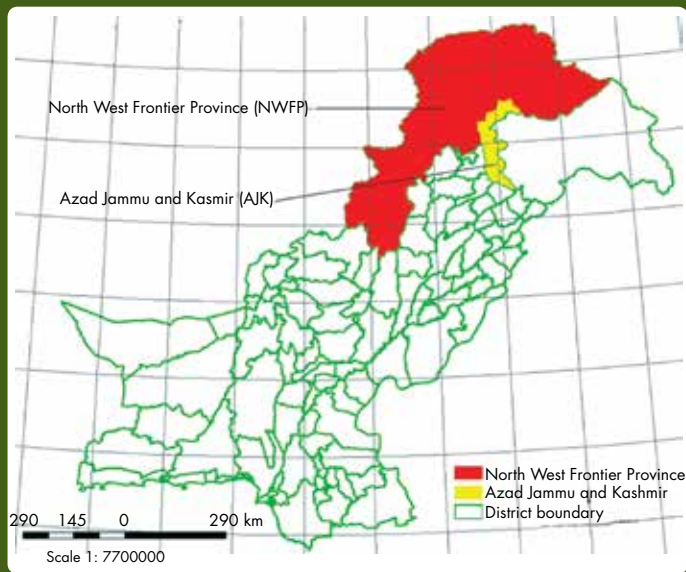 North West Frontier Province (NWFP)
Azad Jammu and Kasmir (AJK)
North West Frontier Province
Azad Jammu and Kashmir
District boundary
290 145 0 290 km
Scale 1: 7700000